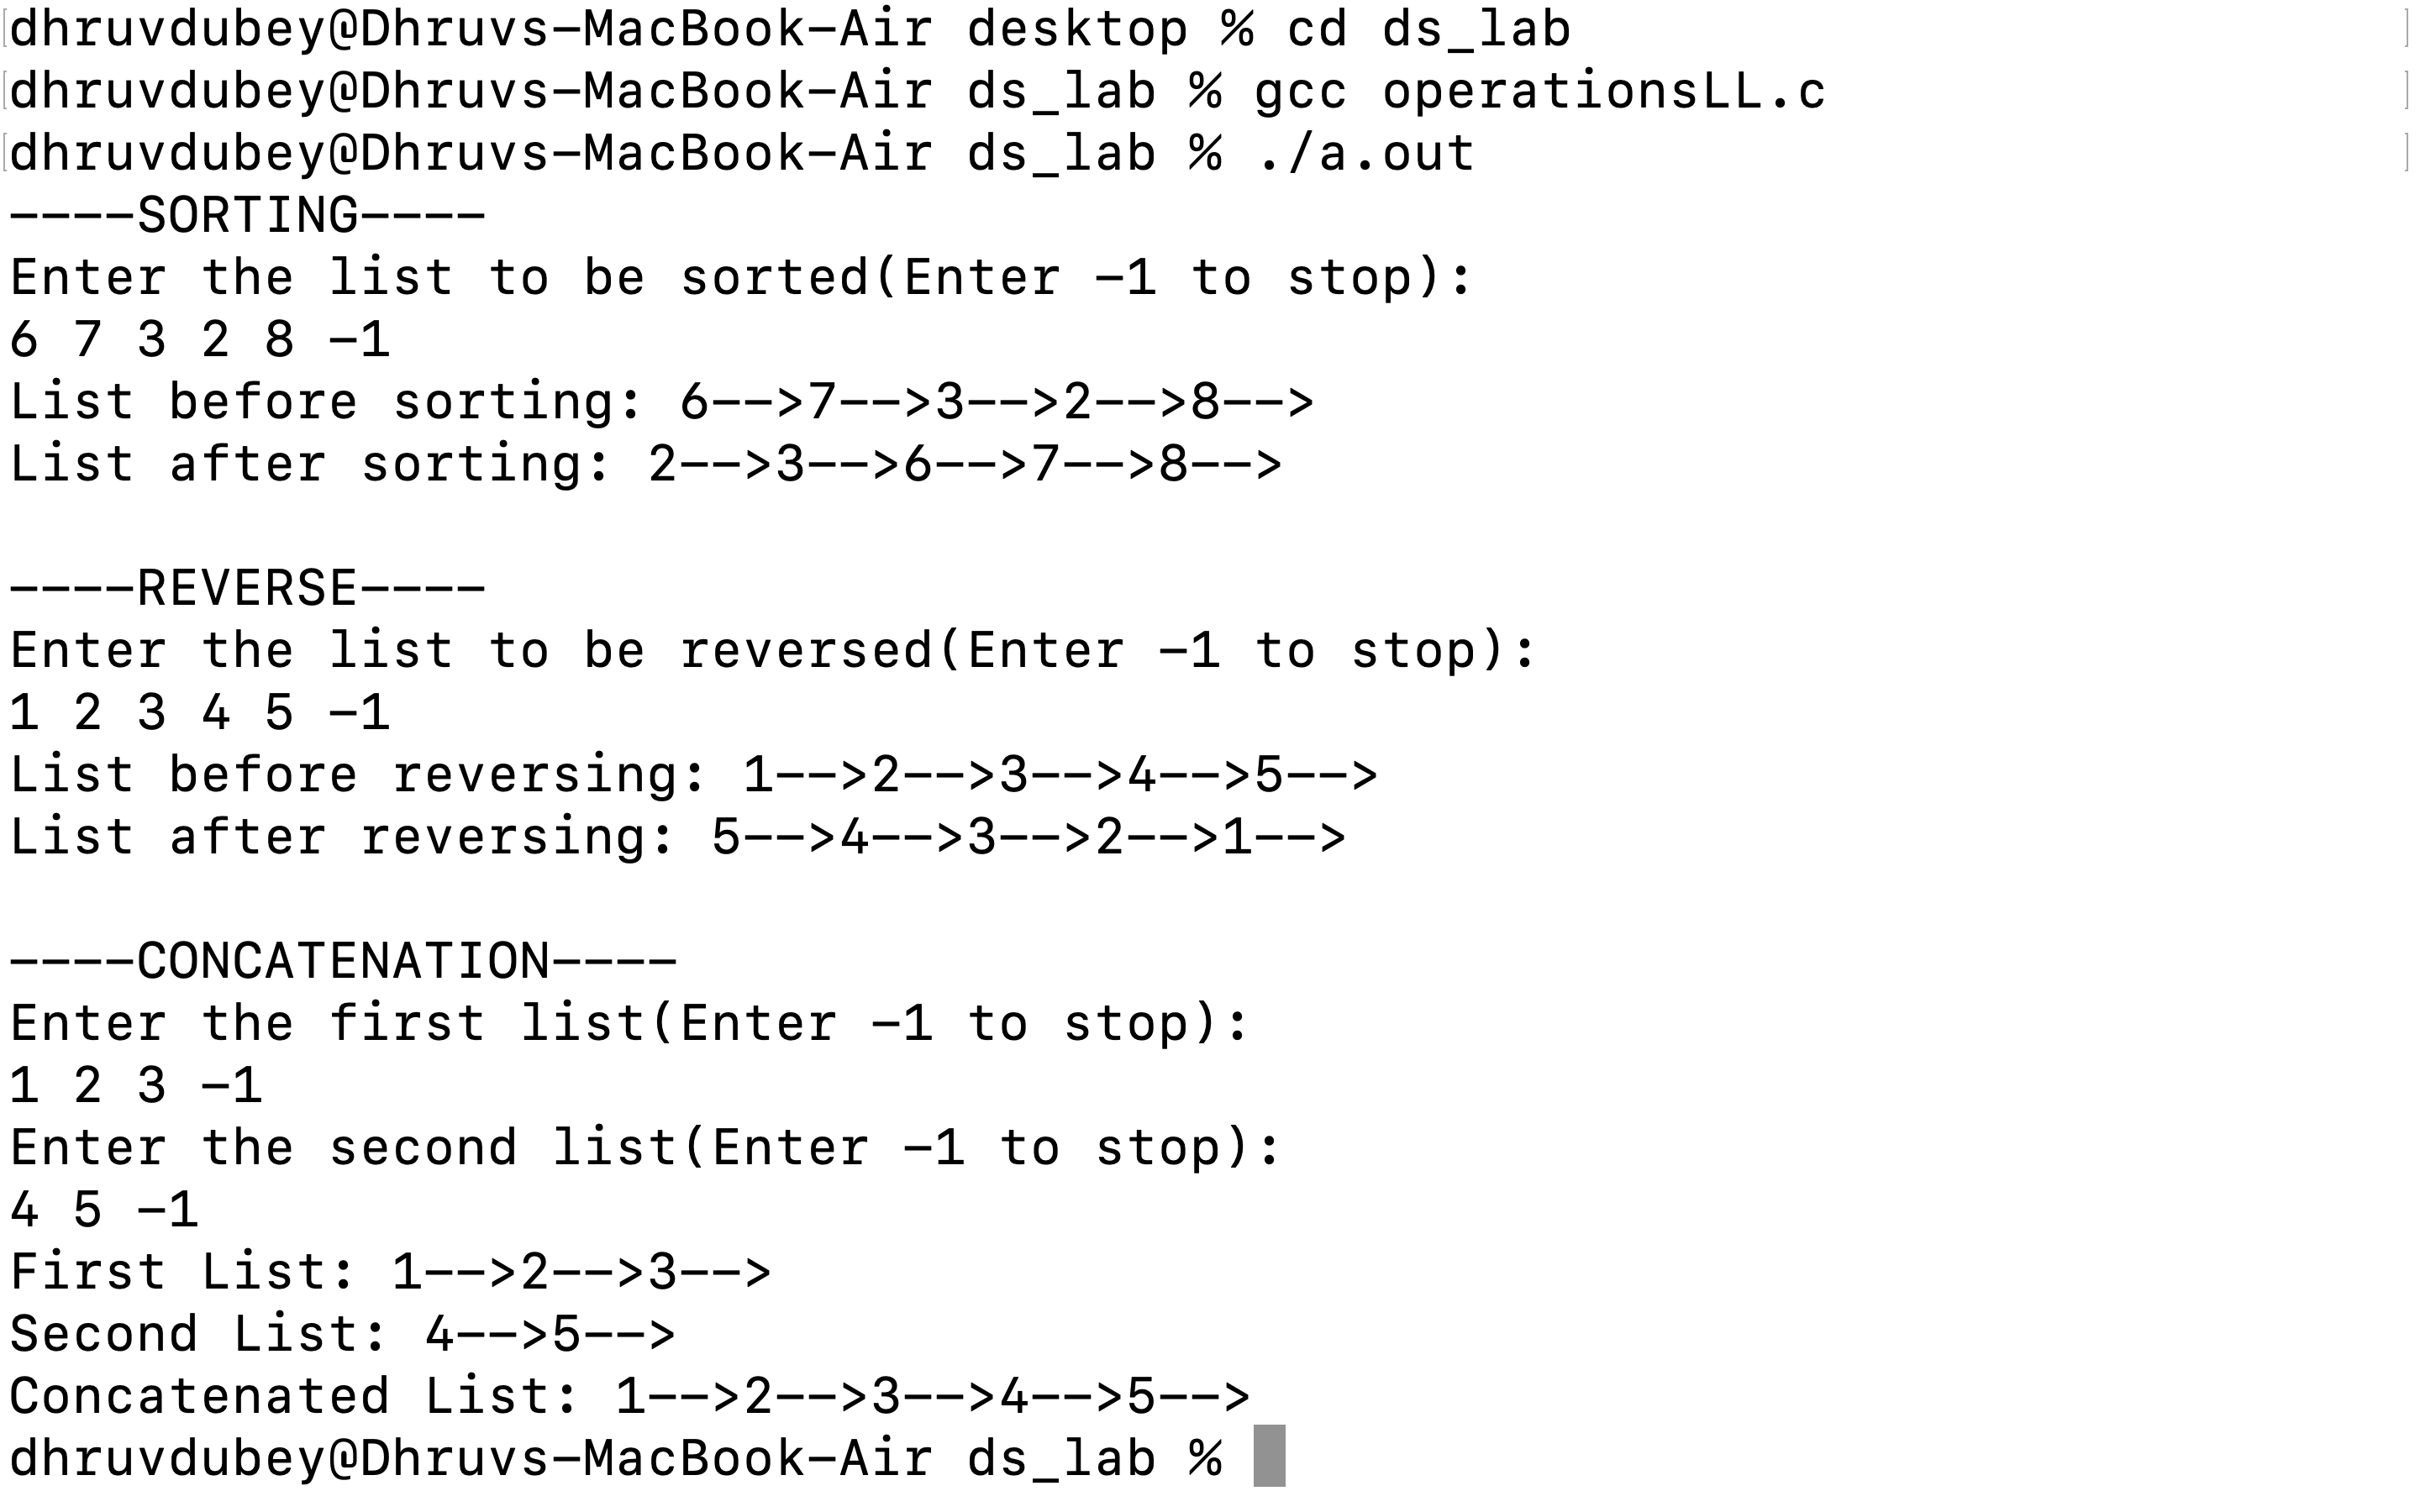 dhruvdubey@Dhruvs-MacBook-Air desktop % cd ds_lab
dhruvdubey@Dhruvs-MacBook-Air ds_lab % gcc operationsLL.c
dhruvdubey@Dhruvs-MacBook-Air ds_lab % ./a.out
----SORTING----
Enter the list to be sorted(Enter -1 to stop):
6 7 3 2 8 -1
List before sorting: 6-->7-->3-->2-->8-->
List after sorting: 2-->3-->6-->7-->8-->

----REVERSE----
Enter the list to be reversed(Enter -1 to stop):
1 2 3 4 5 -1
List before reversing: 1-->2-->3-->4-->5-->
List after reversing: 5-->4-->3-->2-->1-->

----CONCATENATION----
Enter the first list(Enter -1 to stop):
1 2 3 -1
Enter the second list(Enter -1 to stop):
4 5 -1
First List: 1-->2-->3-->
Second List: 4-->5-->
Concatenated List: 1-->2-->3-->4-->5-->
dhruvdubey@Dhruvs-MacBook-Air ds_lab %